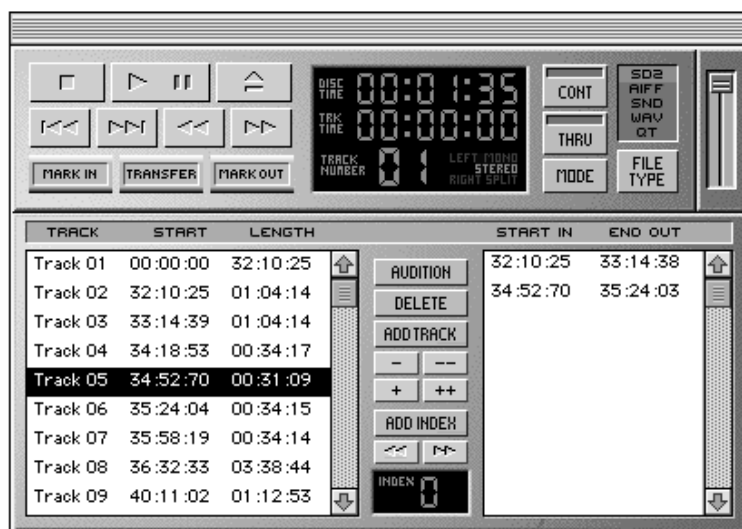 DISC TIME 00:01:35
TRK TIME 00:00:00
TRACK NUMBER 01
LEFT MONO
STEREO
RIGHT SPLIT
CONT
THRU
MODE
SD2
AIFF
SND
WAV
QT
FILE TYPE
MARK IN TRANSFER MARK OUT
TRACK START LENGTH START IN END OUT
Track 01 00:00:00 32:10:25
Track 02 32:10:25 01:04:14
Track 03 33:14:39 01:04:14
Track 04 34:18:53 00:34:17
Track 05 34:52:70 00:31:09
Track 06 35:24:04 00:34:15
Track 07 35:58:19 00:34:14
Track 08 36:32:33 03:38:44
Track 09 40:11:02 01:12:53
AUDITION
DELETE
ADD TRACK
- --
+ ++
ADD INDEX
INDEX 0
32:10:25 33:14:38
34:52:70 35:24:03